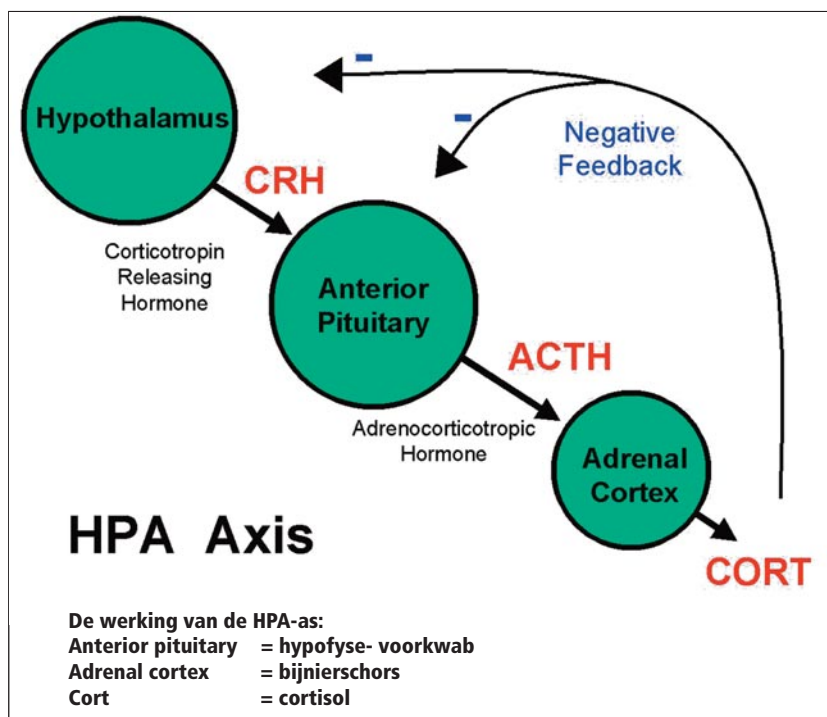 Hypothalamus
-
-
Negative
Feedback
CRH
Corticotropin
Releasing
Hormone
Anterior
Pituitary
ACTH
Adrenocorticotropic
Hormone
Adrenal
Cortex
HPA Axis
CORT
De werking van de HPA-as:
Anterior pituitary = hypofyse- voorkwab
Adrenal cortex = bijnierschors
Cort = cortisol